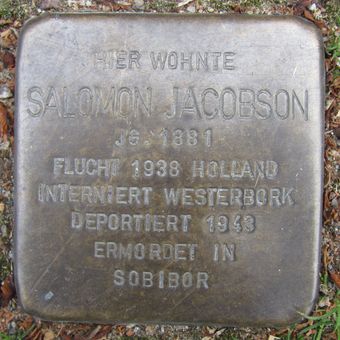 HIER WOHNTE
SALOMON JACOBSON
JG. 1881
FLUCHT 1938 HOLLAND
INTERNIERT WESTERBORK
DEPORTIERT 1943
ERMORDET IN
SOBIBOR